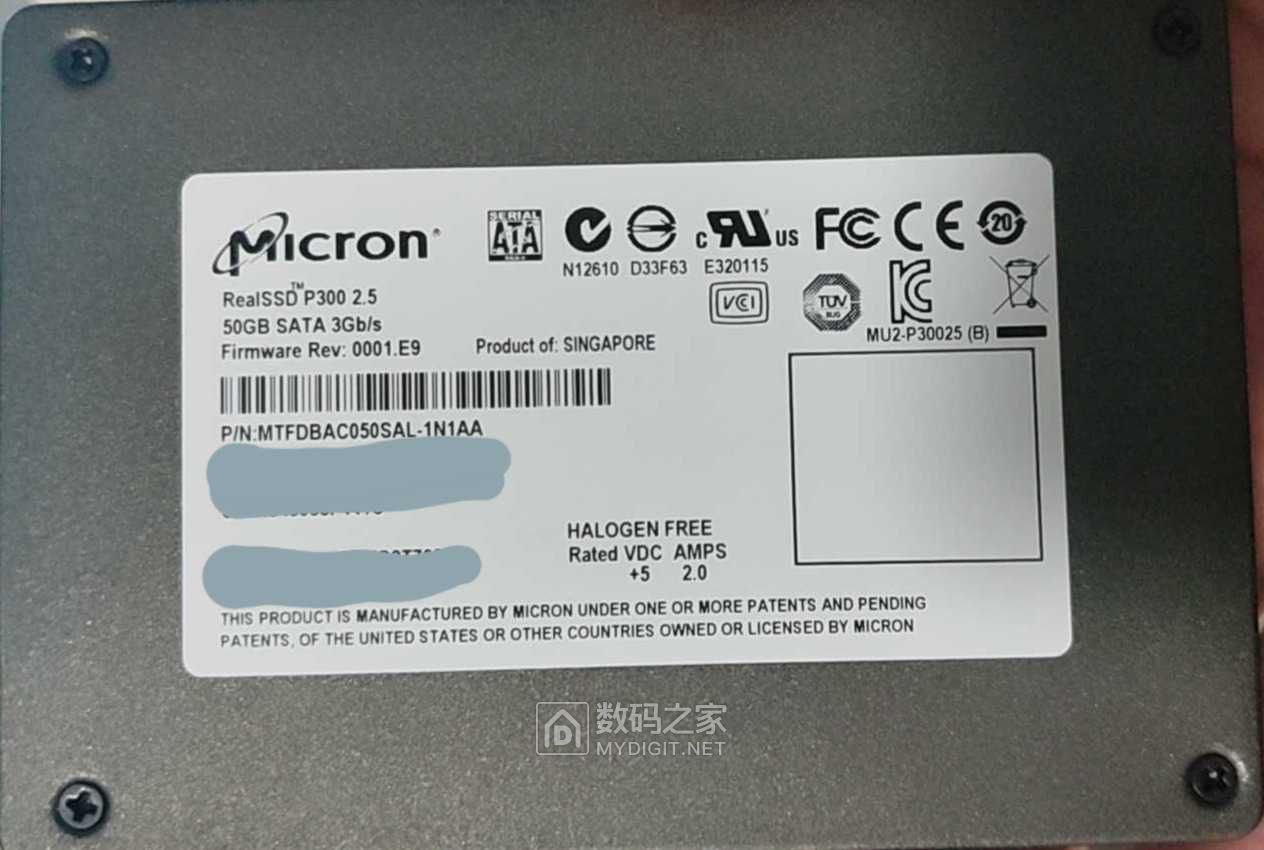 Micron®
SERIAL
ATA
N12610 D33F63 E320115
c RU US FC CE 20
VCI
TUV
MU2-P30025 (B)
RealSSD™ P300 2.5
50GB SATA 3Gb/s
Firmware Rev: 0001.E9 Product of: SINGAPORE
P/N:MTFDBAC050SAL-1N1AA
HALOGEN FREE
Rated VDC AMPS
+5 2.0
THIS PRODUCT IS MANUFACTURED BY MICRON UNDER ONE OR MORE PATENTS AND PENDING
PATENTS, OF THE UNITED STATES OR OTHER COUNTRIES OWNED OR LICENSED BY MICRON
数码之家
MYDIGIT.NET